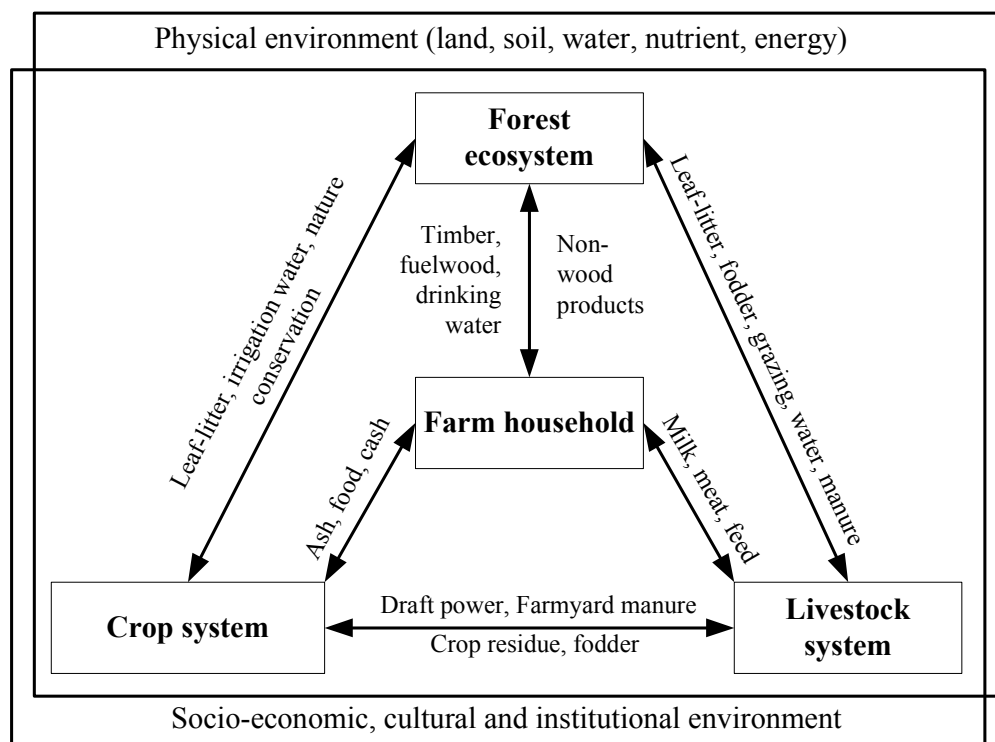 Physical environment (land, soil, water, nutrient, energy)
Forest
ecosystem
Leaf-litter, irrigation water, nature
conservation
Timber,
fuelwood,
drinking
water
Non-
wood
products
Leaf-litter, fodder, grazing, water, manure
Farm household
Ash, food, cash
Milk, meat, feed
Crop system
Draft power, Farmyard manure
Crop residue, fodder
Livestock
system
Socio-economic, cultural and institutional environment